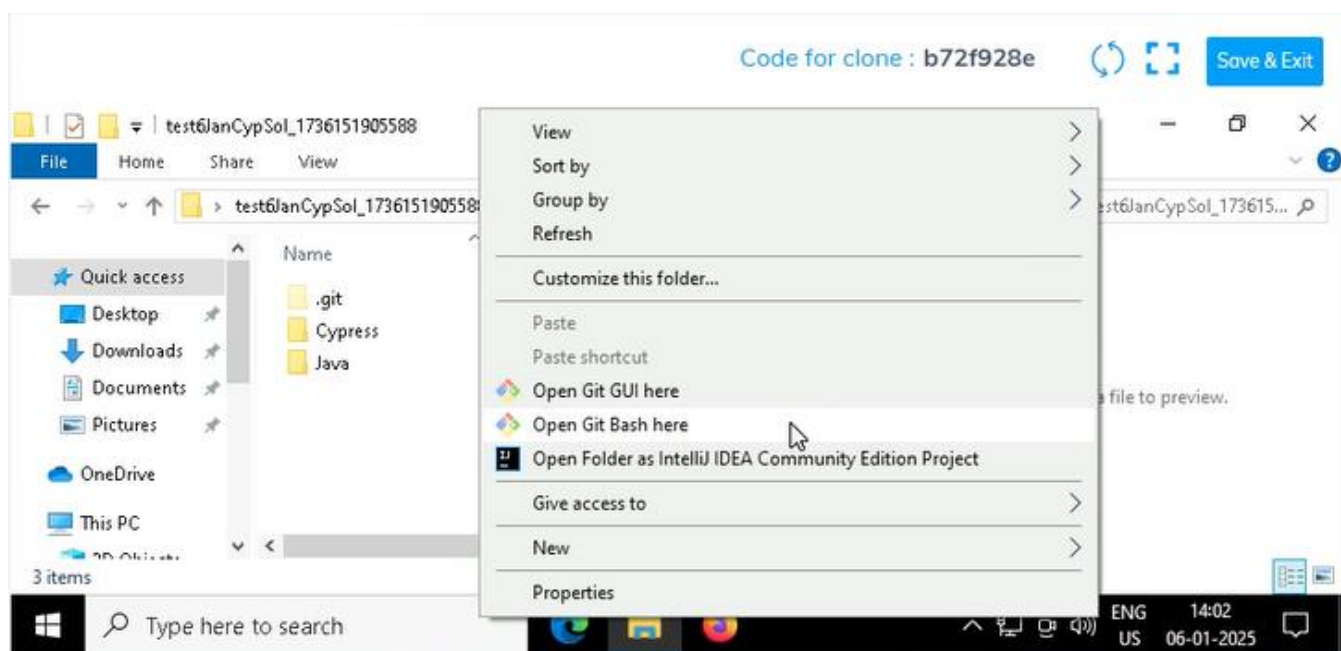 Code for clone : b72f928e
Save & Exit
test6JanCypSol_1736151905588
File Home Share View
test6JanCypSol_173615190558
est6JanCypSol_173615...
Name
Quick access
Desktop
Downloads
Documents
Pictures
OneDrive
This PC
.git
Cypress
Java
View
Sort by
Group by
Refresh
Customize this folder...
Paste
Paste shortcut
Open Git GUI here
Open Git Bash here
Open Folder as IntelliJ IDEA Community Edition Project
Give access to
New
Properties
file to preview.
3 items
Type here to search
ENG
US
14:02
06-01-2025